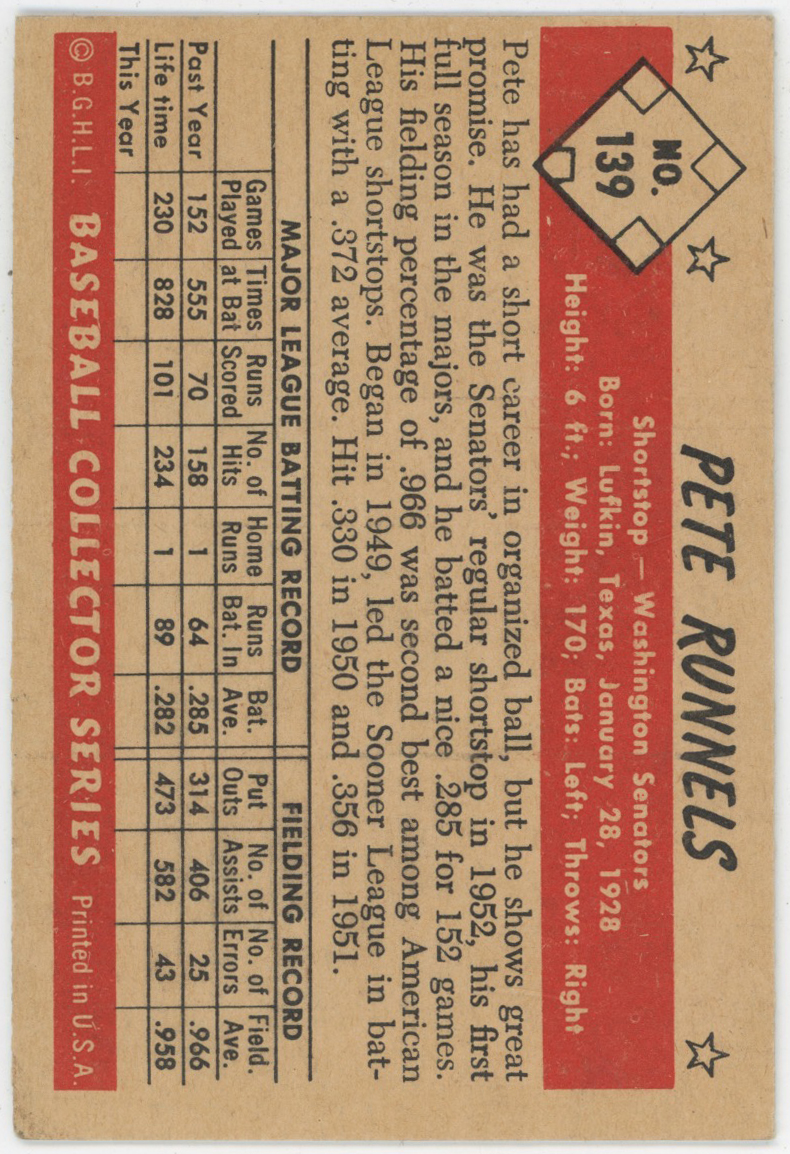 PETE RUNNELS
NO.
139
Shortstop — Washington Senators
Born: Lufkin, Texas, January 28, 1928
Height: 6 ft.; Weight: 170; Bats: Left; Throws: Right
Pete has had a short career in organized ball, but he shows great
promise. He was the Senators' regular shortstop in 1952, his first
full season in the majors, and he batted a nice .285 for 152 games.
His fielding percentage of .966 was second best among American
League shortstops. Began in 1949, led the Sooner League in bat-
ting with a .372 average. Hit .330 in 1950 and .356 in 1951.
MAJOR LEAGUE BATTING RECORD FIELDING RECORD
Games Times Runs No. of Home Runs Bat. Put No. of No. of Field.
Played at Bat Scored Hits Runs Bat. In Ave. Outs Assists Errors Ave.
Past Year 152 555 70 158 1 64 .285 314 406 25 .966
Life time 230 828 101 234 1 89 .282 473 582 43 .958
This Year
© B.G.H.L.I. BASEBALL COLLECTOR SERIES Printed in U.S.A.